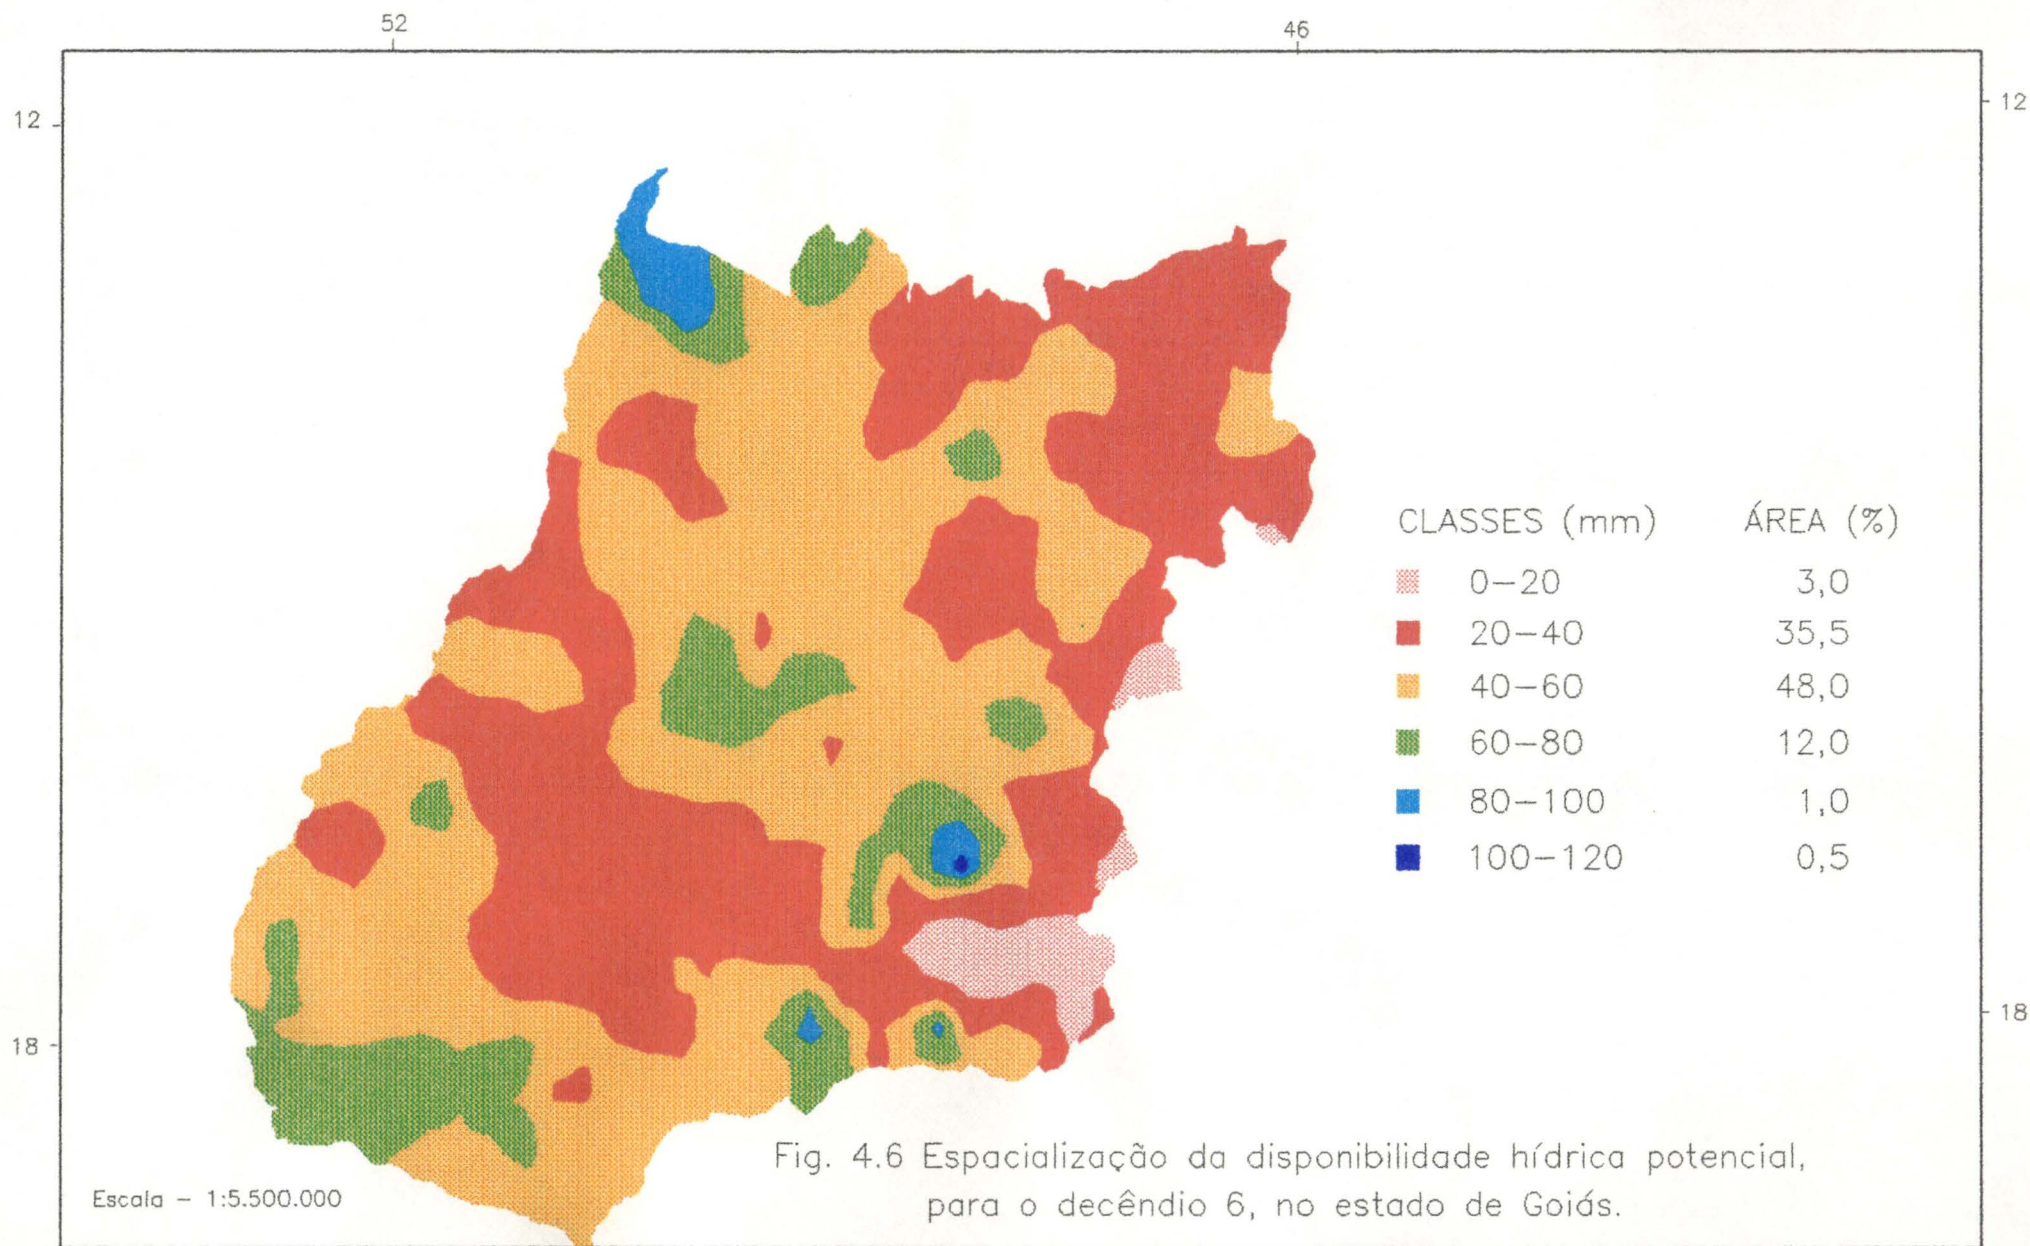 52 46
12 12
CLASSES (mm) ÁREA (%)
0-20 3,0
20-40 35,5
40-60 48,0
60-80 12,0
80-100 1,0
100-120 0,5
18 18
Fig. 4.6 Espacialização da disponibilidade hídrica potencial,
para o decêndio 6, no estado de Goiás.
Escala - 1:5.500.000